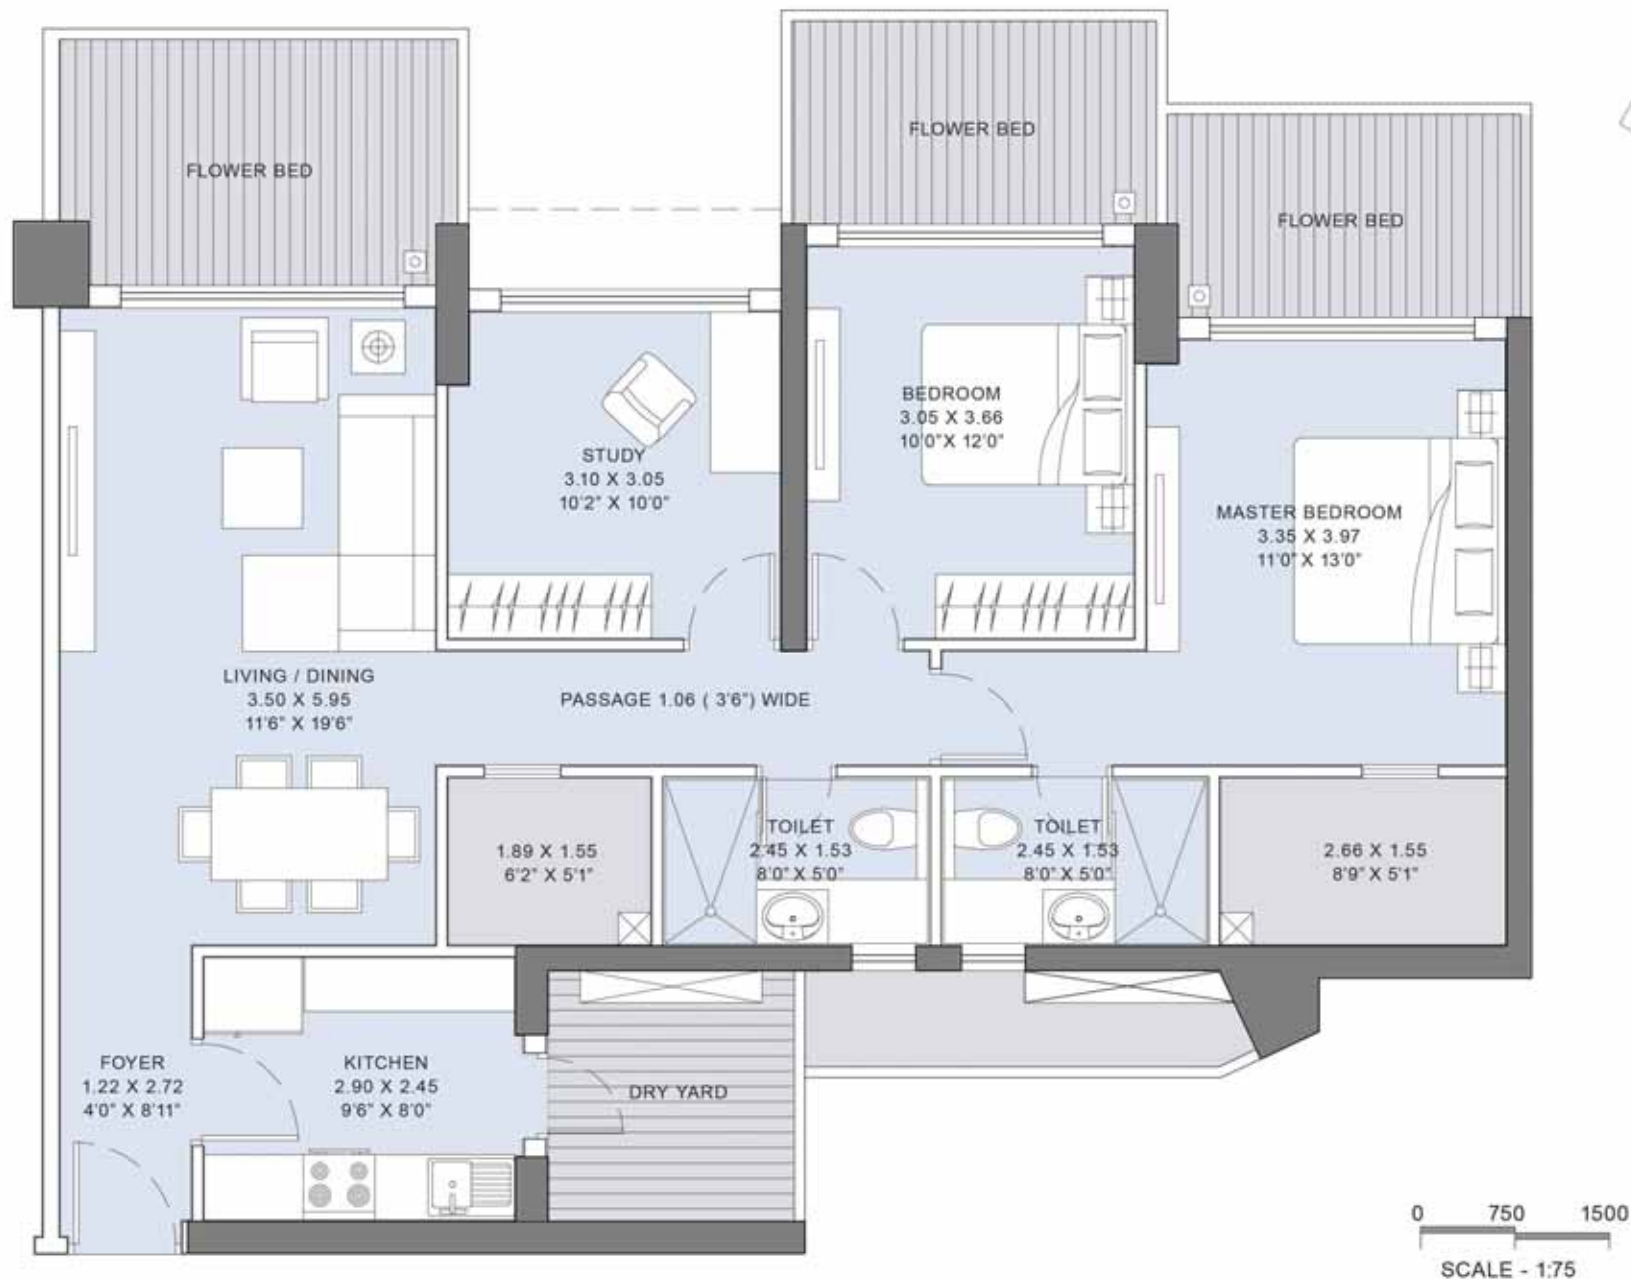 FLOWER BED
FLOWER BED
FLOWER BED
BEDROOM
3.05 X 3.66
10'0"X 12'0"
STUDY
3.10 X 3.05
10'2" X 10'0"
MASTER BEDROOM
3.35 X 3.97
11'0" X 13'0"
LIVING / DINING
3.50 X 5.95
11'6" X 19'6"
PASSAGE 1.06 ( 3'6") WIDE
1.89 X 1.55
6'2" X 5'1"
TOILET
2.45 X 1.53
8'0" X 5'0"
TOILET
2.45 X 1.53
8'0" X 5'0"
2.66 X 1.55
8'9" X 5'1"
FOYER
1.22 X 2.72
4'0" X 8'11"
KITCHEN
2.90 X 2.45
9'6" X 8'0"
DRY YARD
0 750 1500
SCALE - 1:75